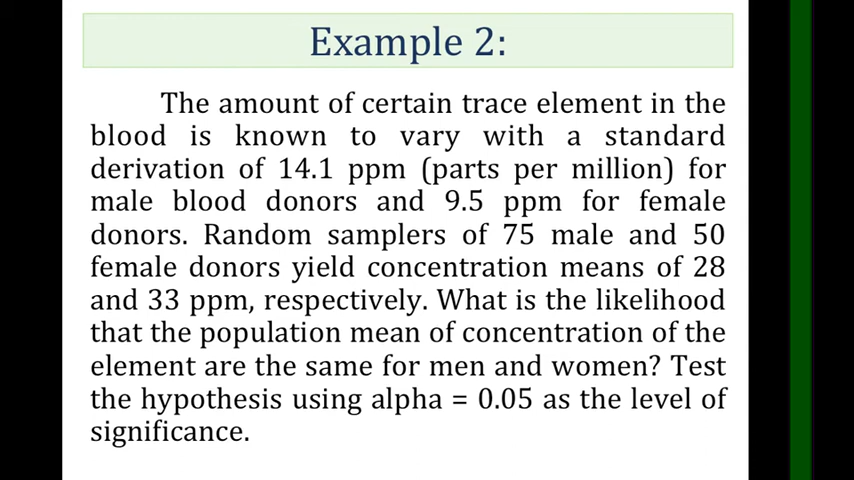 Example 2:
The amount of certain trace element in the
blood is known to vary with a standard
derivation of 14.1 ppm (parts per million) for
male blood donors and 9.5 ppm for female
donors. Random samplers of 75 male and 50
female donors yield concentration means of 28
and 33 ppm, respectively. What is the likelihood
that the population mean of concentration of the
element are the same for men and women? Test
the hypothesis using alpha = 0.05 as the level of
significance.